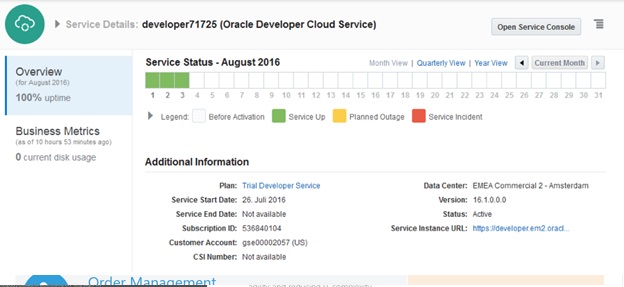 Service Details: developer71725 (Oracle Developer Cloud Service)
Open Service Console
Overview
(for August 2016)
100% uptime
Business Metrics
(as of 10 hours 53 minutes ago)
0 current disk usage
Service Status - August 2016
Month View | Quarterly View | Year View Current Month
1 2 3 4 5 6 7 8 9 10 11 12 13 14 15 16 17 18 19 20 21 22 23 24 25 26 27 28 29 30 31
Legend: Before Activation Service Up Planned Outage Service Incident
Additional Information
Plan: Trial Developer Service
Service Start Date: 26. Juli 2016
Service End Date: Not available
Subscription ID: 536840104
Customer Account: gse00002057 (US)
CSI Number: Not available
Data Center: EMEA Commercial 2 - Amsterdam
Version: 16.1.0.0.0
Status: Active
Service Instance URL: https://developer.em2.oracl...
Order Management